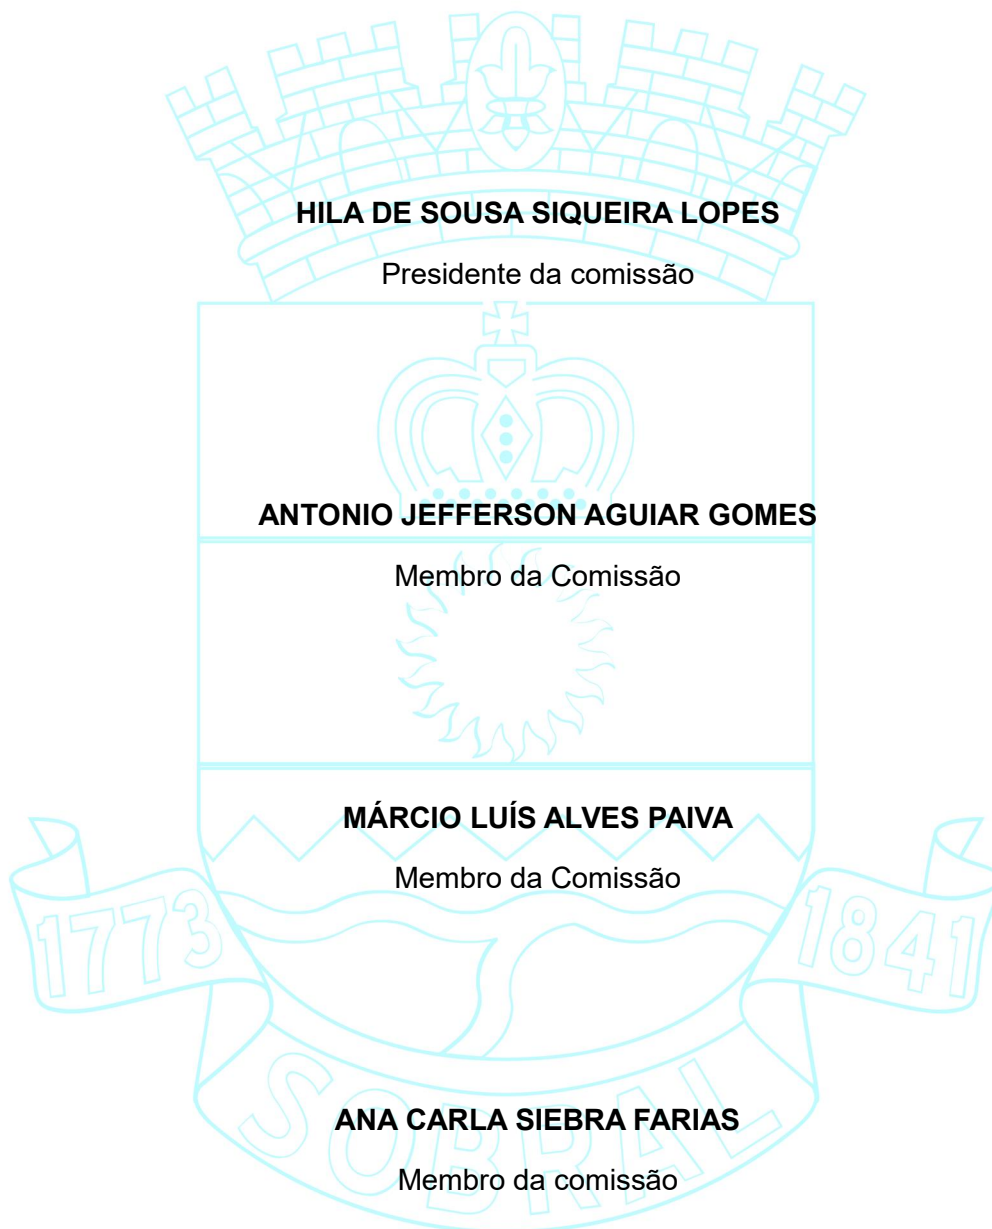 HILA DE SOUSA SIQUEIRA LOPES
Presidente da comissão
ANTONIO JEFFERSON AGUIAR GOMES
Membro da Comissão
MÁRCIO LUÍS ALVES PAIVA
Membro da Comissão
1773
1841
ANA CARLA SIEBRA FARIAS
SOBRAL
Membro da comissão